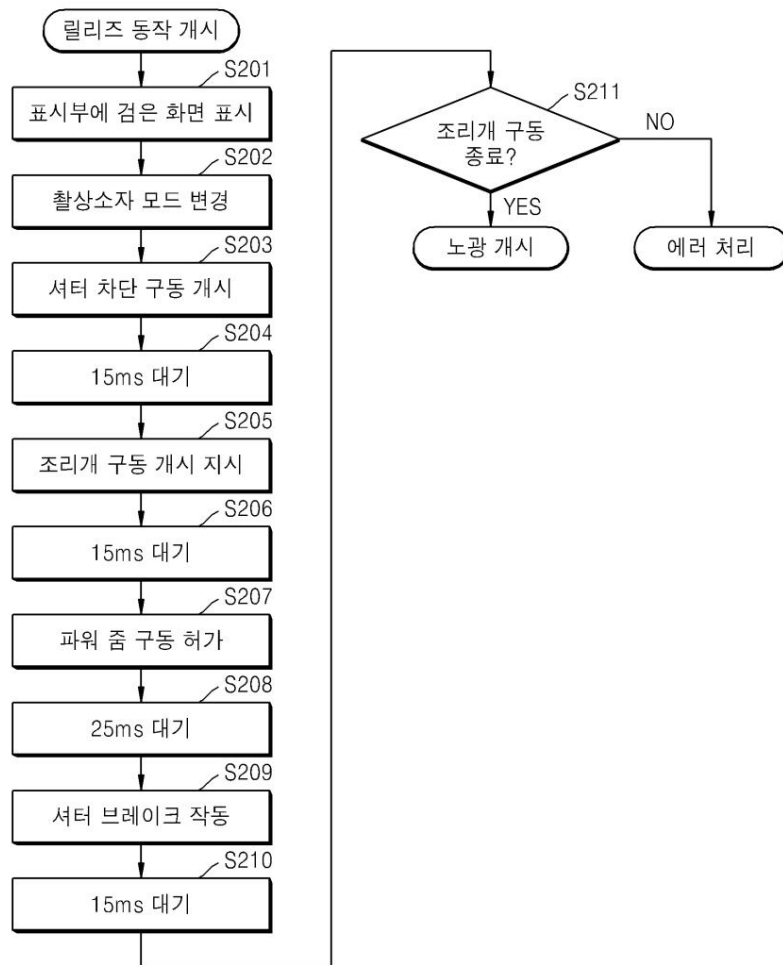 릴리즈 동작 개시
S201
표시부에 검은 화면 표시
S202
촬상소자 모드 변경
S203
셔터 차단 구동 개시
S204
15ms 대기
S205
조리개 구동 개시 지시
S206
15ms 대기
S207
파워 줌 구동 허가
S208
25ms 대기
S209
셔터 브레이크 작동
S210
15ms 대기
S211
조리개 구동
종료?
NO
YES
노광 개시
에러 처리